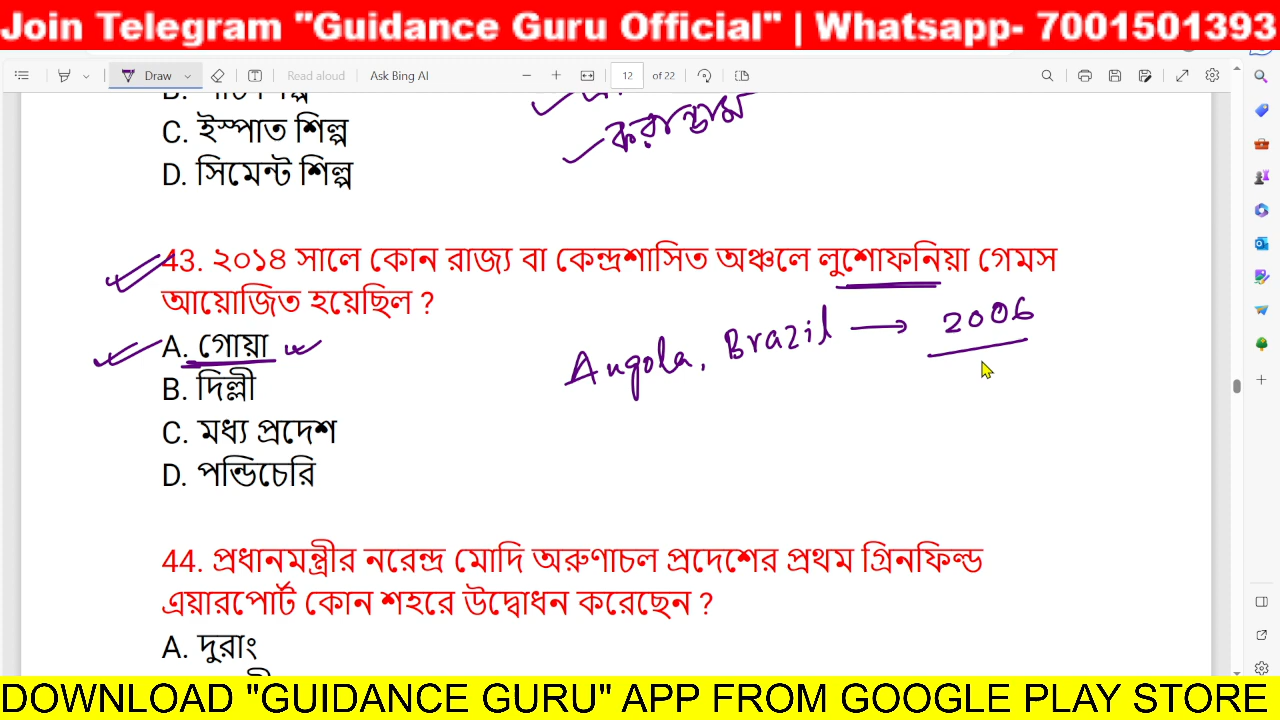 Join Telegram "Guidance Guru Official" | Whatsapp- 7001501393
Draw
Read aloud
Ask Bing AI
12 of 22
C. ইস্পাত শিল্প
করান্ডাম
D. সিমেন্ট শিল্প
43. ২০১৪ সালে কোন রাজ্য বা কেন্দ্রশাসিত অঞ্চলে লুশোফনিয়া গেমস
আয়োজিত হয়েছিল ?
A. গোয়া
Angola, Brazil → 2006
B. দিল্লী
C. মধ্য প্রদেশ
D. পন্ডিচেরি
44. প্রধানমন্ত্রীর নরেন্দ্র মোদি অরুণাচল প্রদেশের প্রথম গ্রিনফিল্ড
এয়ারপোর্ট কোন শহরে উদ্বোধন করেছেন ?
A. দুরাং
DOWNLOAD "GUIDANCE GURU" APP FROM GOOGLE PLAY STORE